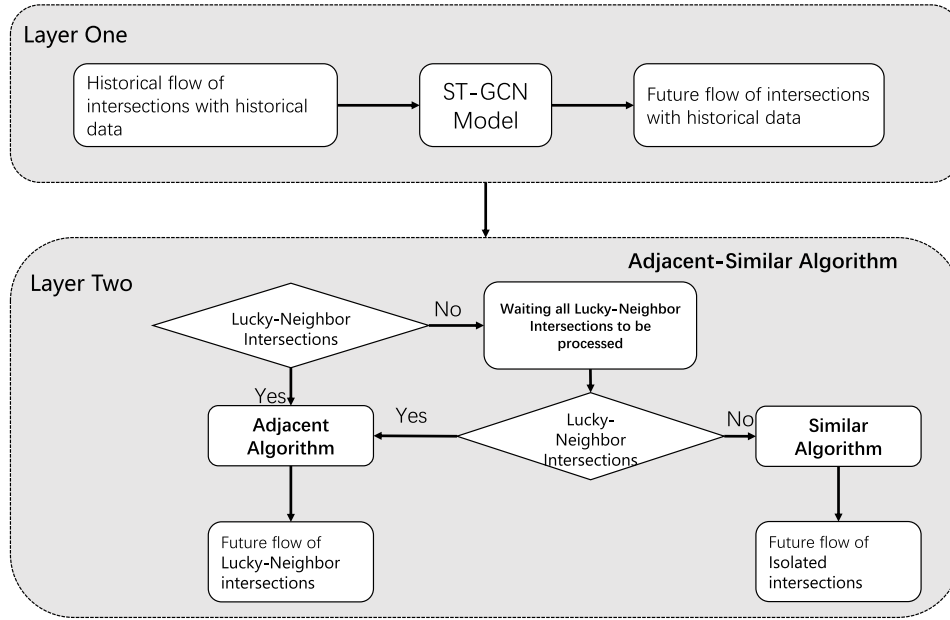 Layer One
Historical flow of
intersections with historical
data
ST-GCN
Model
Future flow of intersections
with historical data
Adjacent-Similar Algorithm
Layer Two
Lucky-Neighbor
Intersections
No
Waiting all Lucky-Neighbor
Intersections to be
processed
Yes
Adjacent
Algorithm
Yes
Lucky-
Neighbor
Intersections
No
Similar
Algorithm
Future flow of
Lucky-Neighbor
intersections
Future flow of
Isolated
intersections